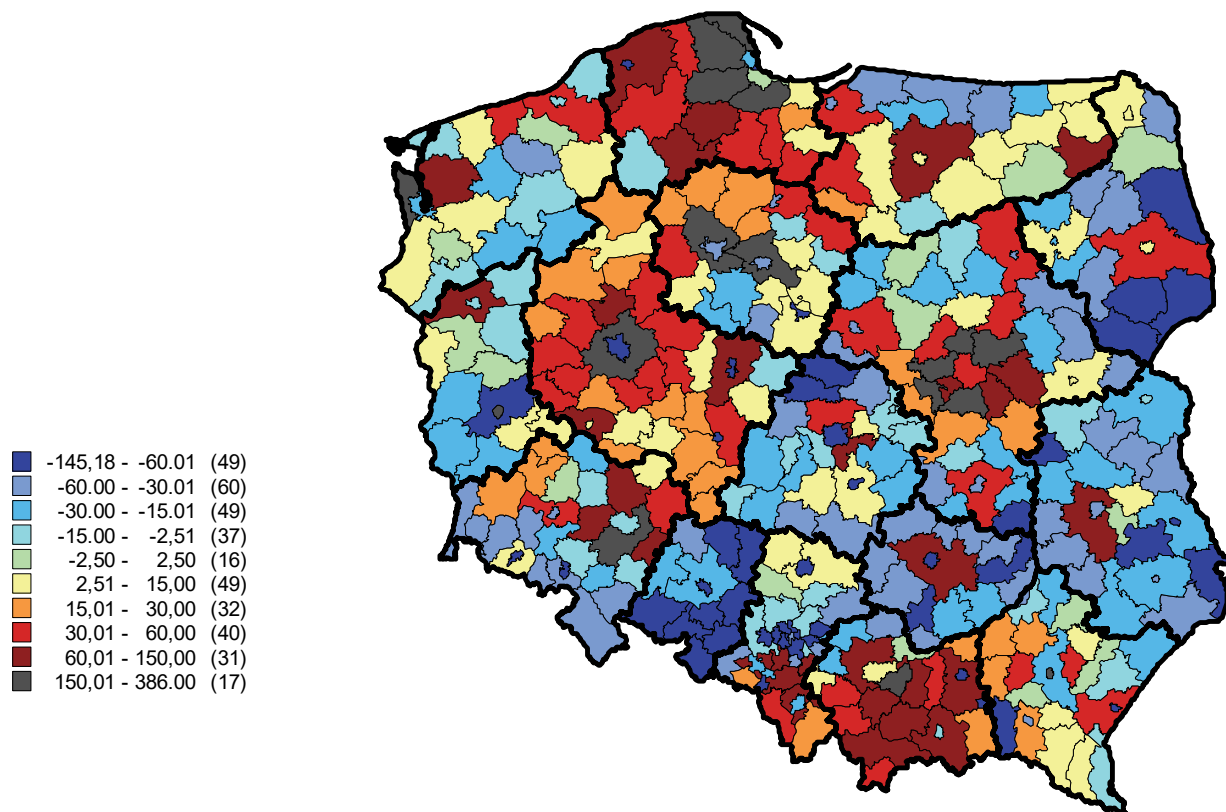 -145,18 - -60.01 (49)
-60.00 - -30.01 (60)
-30.00 - -15.01 (49)
-15.00 - -2,51 (37)
-2,50 - 2,50 (16)
2,51 - 15,00 (49)
15,01 - 30,00 (32)
30,01 - 60,00 (40)
60,01 - 150,00 (31)
150,01 - 386.00 (17)